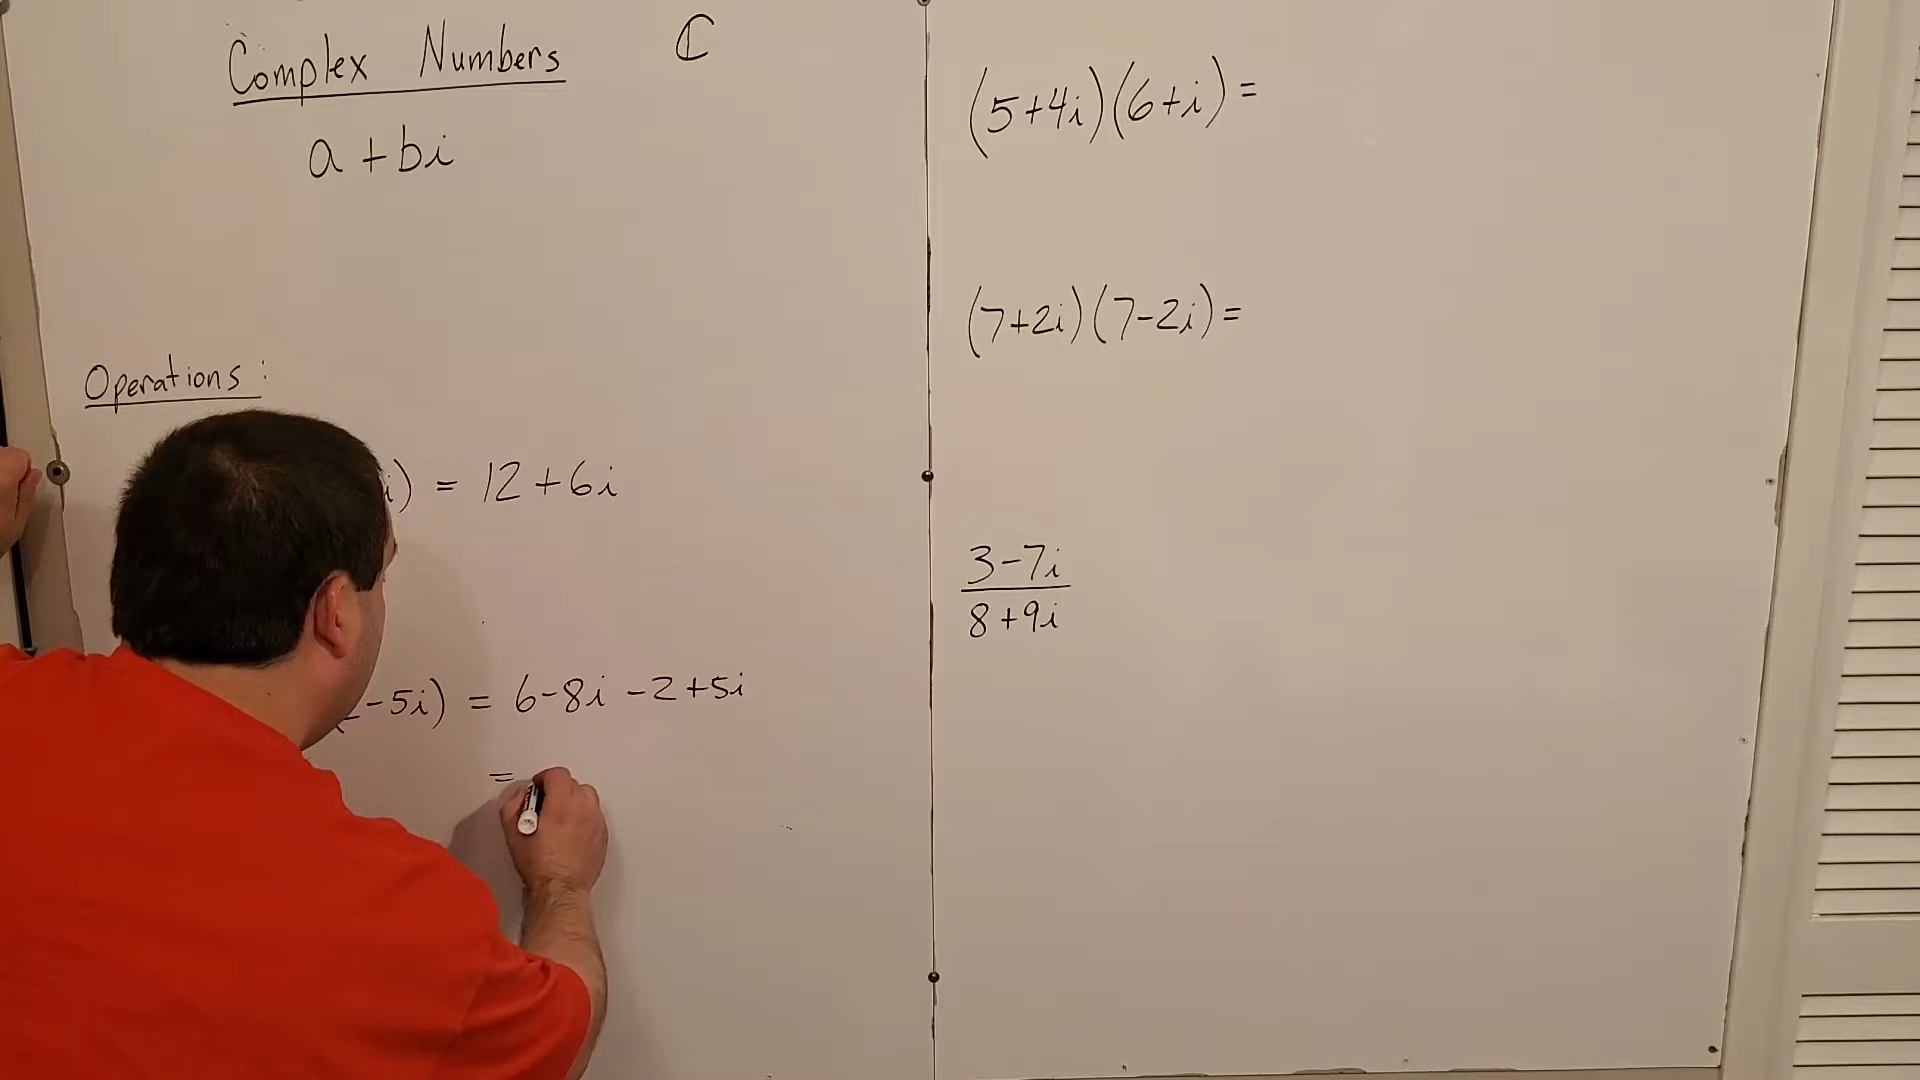 Complex Numbers ℂ
a+bi
Operations:
i) = 12+6i
-5i) = 6-8i -2+5i
=
(5+4i)(6+i)=
(7+2i)(7-2i)=
3-7i
8+9i